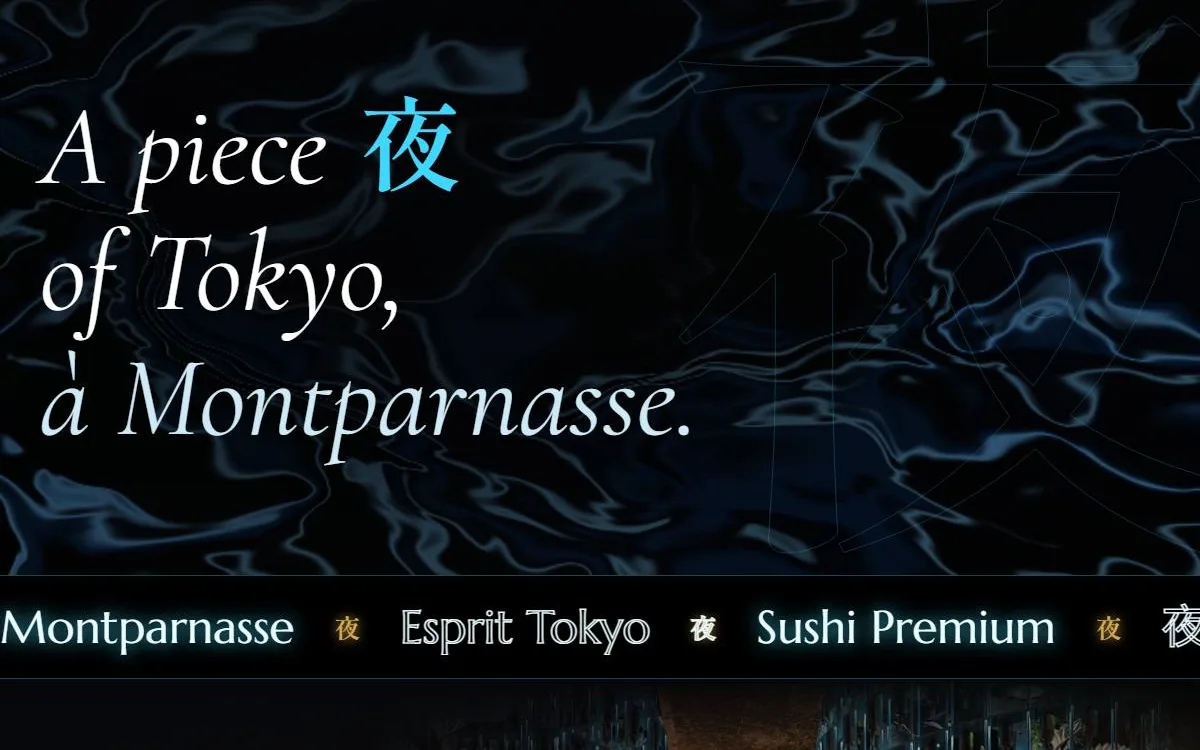 A piece 夜
of Tokyo,
à Montparnasse.
Montparnasse 夜 Esprit Tokyo 夜 Sushi Premium 夜 夜